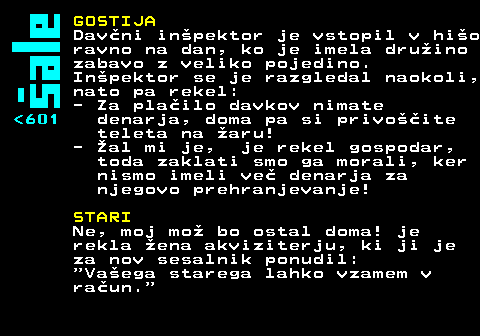 šale
<601
GOSTIJA
Davčni inšpektor je vstopil v hišo
ravno na dan, ko je imela družino
zabavo z veliko pojedino.
Inšpektor se je razgledal naokoli,
nato pa rekel:
- Za plačilo davkov nimate
denarja, doma pa si privoščite
teleta na žaru!
- Žal mi je,  je rekel gospodar,
toda zaklati smo ga morali, ker
nismo imeli več denarja za
njegovo prehranjevanje!
STARI
Ne, moj mož bo ostal doma! je
rekla žena akviziterju, ki ji je
za nov sesalnik ponudil:
"Vašega starega lahko vzamem v
račun."